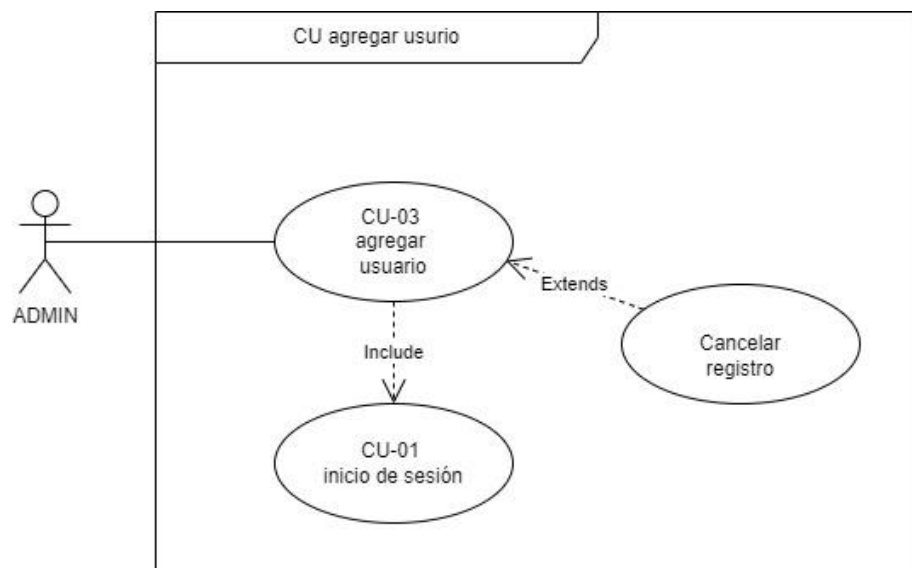 CU agregar usurio
CU-03
agregar
usuario
Extends
ADMIN
Cancelar
registro
Include
CU-01
inicio de sesión